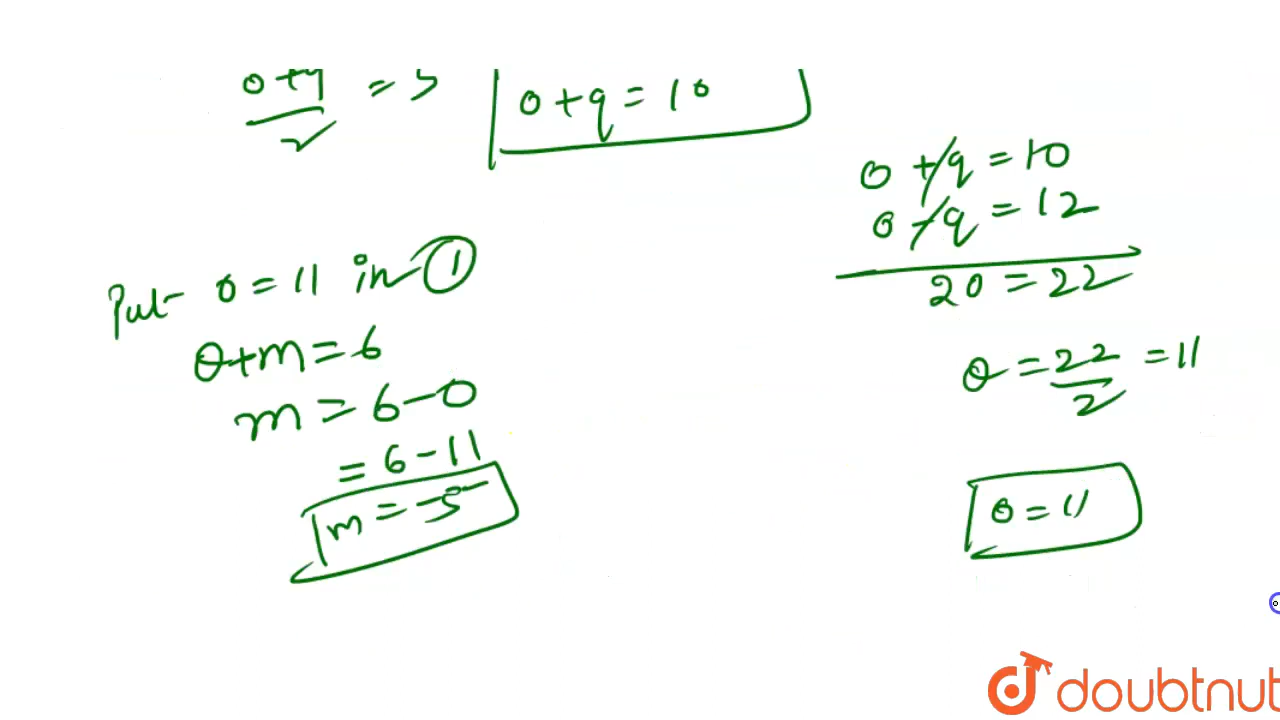 o+q/2 = 5
o+q = 10
o + q = 10
o - q = 12
2o = 22
o = 22/2 = 11
o = 11
Put o = 11 in ①
o+m = 6
m = 6-o
= 6-11
m = -5
doubtnut